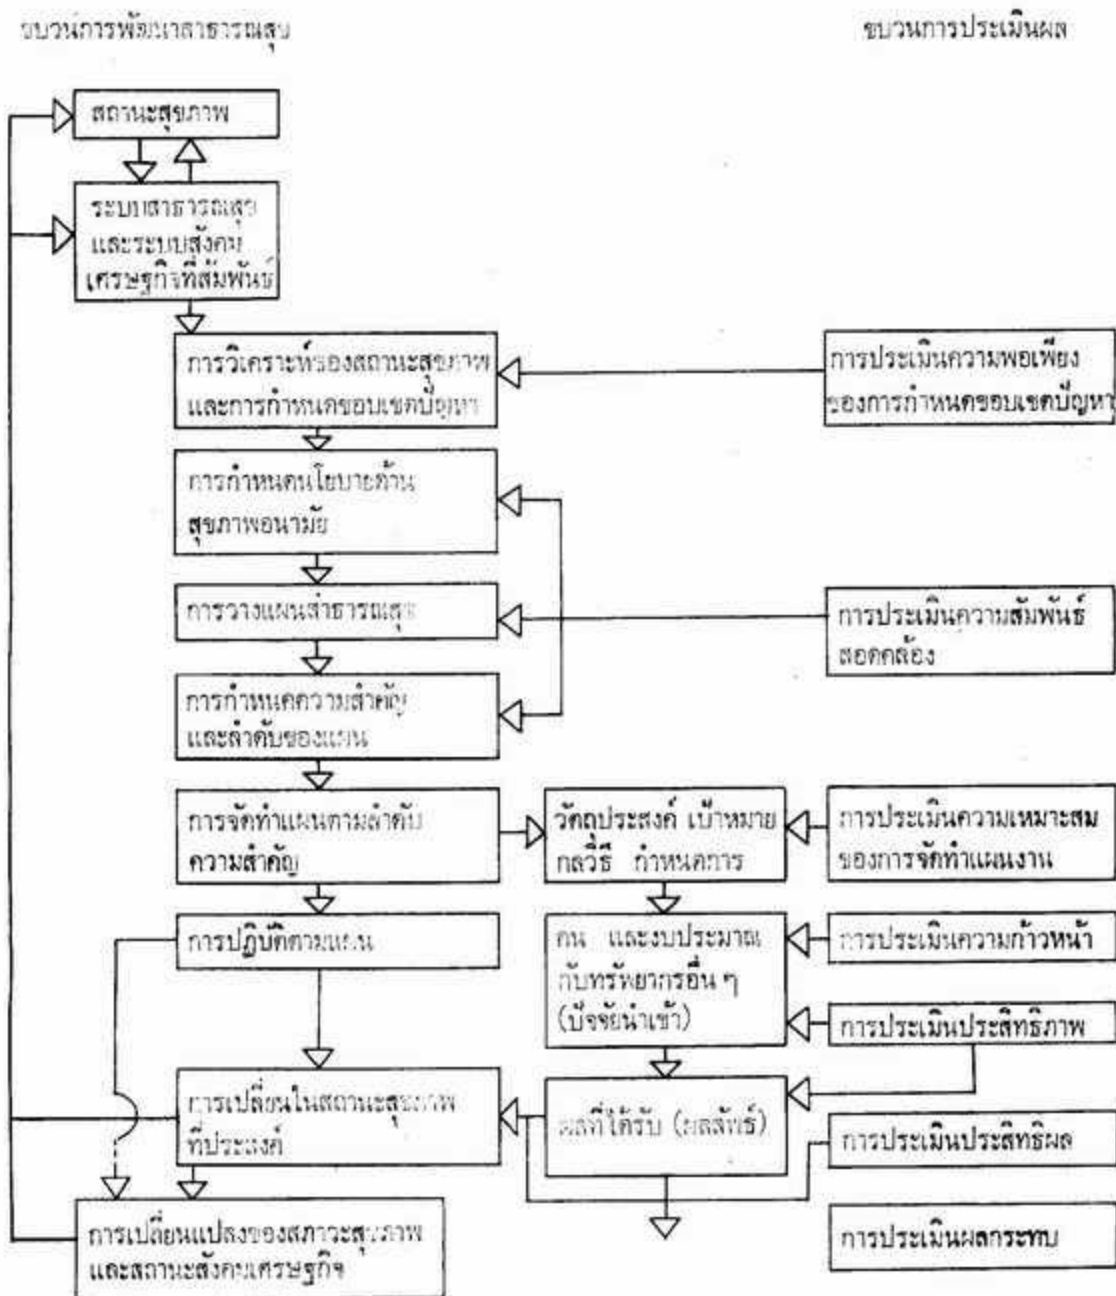 ขบวนการพัฒนาสาธารณสุข
ขบวนการประเมินผล
สถานะสุขภาพ
ระบบสาธารณสุข
และระบบสังคม
เศรษฐกิจที่สัมพันธ์
การวิเคราะห์ของสถานะสุขภาพ
และการกำหนดขอบเขตปัญหา
การประเมินความพอเพียง
ของการกำหนดขอบเขตปัญหา
การกำหนดนโยบายด้าน
สุขภาพอนามัย
การวางแผนสาธารณสุข
การประเมินความสัมพันธ์
สอดคล้อง
การกำหนดความสำคัญ
และลำดับของแผน
การจัดทำแผนตามลำดับ
ความสำคัญ
วัตถุประสงค์ เป้าหมาย
กลวิธี กำหนดการ
การประเมินความเหมาะสม
ของการจัดทำแผนงาน
การปฏิบัติตามแผน
คน และงบประมาณ
กับทรัพยากรอื่น ๆ
(ปัจจัยนำเข้า)
การประเมินความก้าวหน้า
การประเมินประสิทธิภาพ
การเปลี่ยนในสถานะสุขภาพ
ที่ประสงค์
ผลที่ได้รับ (ผลลัพธ์)
การประเมินประสิทธิผล
การเปลี่ยนแปลงของสภาวะสุขภาพ
และสถานะสังคมเศรษฐกิจ
การประเมินผลกระทบ